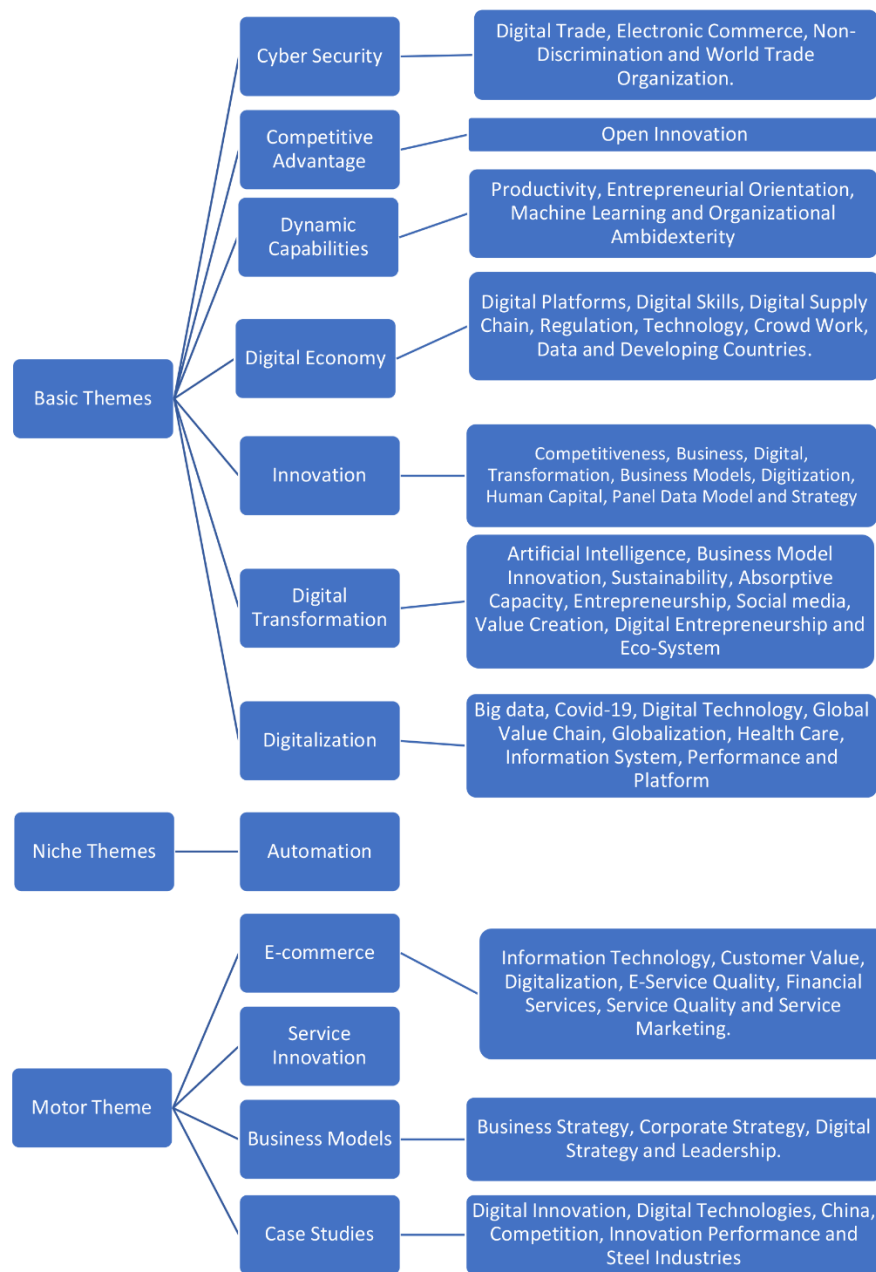 Cyber Security
Digital Trade, Electronic Commerce, Non-
Discrimination and World Trade
Organization.
Competitive
Advantage
Open Innovation
Dynamic
Capabilities
Productivity, Entrepreneurial Orientation,
Machine Learning and Organizational
Ambidexterity
Basic Themes
Digital Economy
Digital Platforms, Digital Skills, Digital Supply
Chain, Regulation, Technology, Crowd Work,
Data and Developing Countries.
Innovation
Competitiveness, Business, Digital,
Transformation, Business Models, Digitization,
Human Capital, Panel Data Model and Strategy
Digital
Transformation
Artificial Intelligence, Business Model
Innovation, Sustainability, Absorptive
Capacity, Entrepreneurship, Social media,
Value Creation, Digital Entrepreneurship and
Eco-System
Digitalization
Big data, Covid-19, Digital Technology, Global
Value Chain, Globalization, Health Care,
Information System, Performance and
Platform
Niche Themes
Automation
Motor Theme
E-commerce
Information Technology, Customer Value,
Digitalization, E-Service Quality, Financial
Services, Service Quality and Service
Marketing.
Service
Innovation
Business Models
Business Strategy, Corporate Strategy, Digital
Strategy and Leadership.
Case Studies
Digital Innovation, Digital Technologies, China,
Competition, Innovation Performance and
Steel Industries